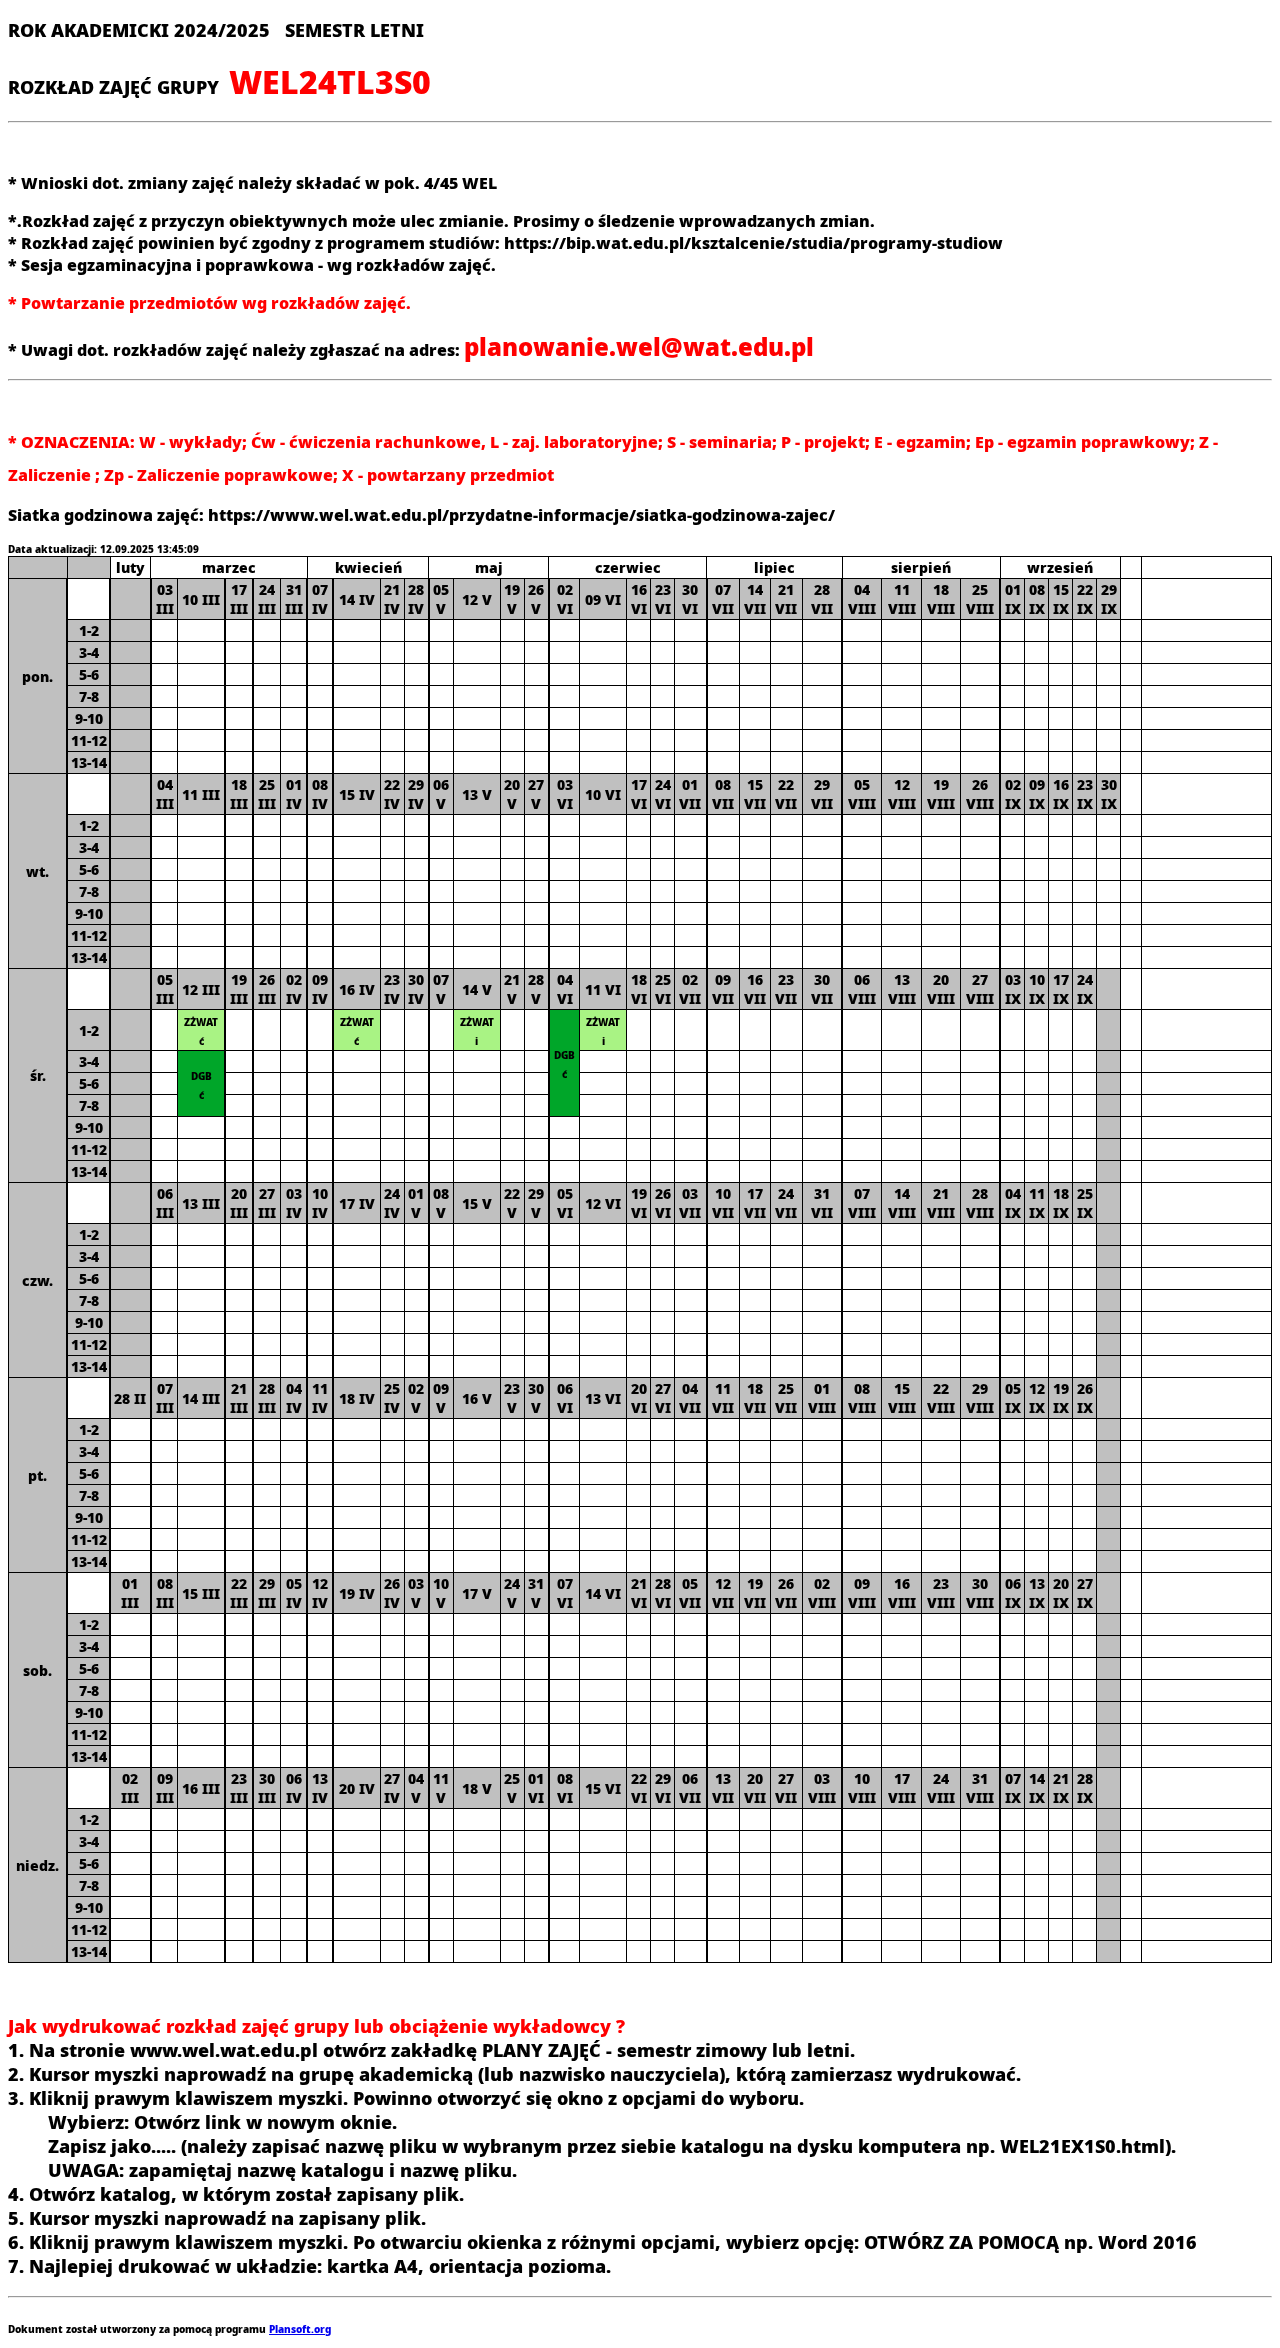 ROK AKADEMICKI 2024/2025 SEMESTR LETNI
ROZKŁAD ZAJĘĆ GRUPY WEL24TL3S0
* Wnioski dot. zmiany zajęć należy składać w pok. 4/45 WEL
*.Rozkład zajęć z przyczyn obiektywnych może ulec zmianie. Prosimy o śledzenie wprowadzanych zmian.
* Rozkład zajęć powinien być zgodny z programem studiów: https://bip.wat.edu.pl/ksztalcenie/studia/programy-studiow
* Sesja egzaminacyjna i poprawkowa - wg rozkładów zajęć.
* Powtarzanie przedmiotów wg rozkładów zajęć.
* Uwagi dot. rozkładów zajęć należy zgłaszać na adres: planowanie.wel@wat.edu.pl
* OZNACZENIA: W - wykłady; Ćw - ćwiczenia rachunkowe, L - zaj. laboratoryjne; S - seminaria; P - projekt; E - egzamin; Ep - egzamin poprawkowy; Z -
Zaliczenie ; Zp - Zaliczenie poprawkowe; X - powtarzany przedmiot
Siatka godzinowa zajęć: https://www.wel.wat.edu.pl/przydatne-informacje/siatka-godzinowa-zajec/
Data aktualizacji: 12.09.2025 13:45:09
luty marzec kwiecień maj czerwiec lipiec sierpień wrzesień
pon. 03 III 10 III 17 III 24 III 31 III 07 IV 14 IV 21 IV 28 IV 05 V 12 V 19 V 26 V 02 VI 09 VI 16 VI 23 VI 30 VI 07 VII 14 VII 21 VII 28 VII 04 VIII 11 VIII 18 VIII 25 VIII 01 IX 08 IX 15 IX 22 IX 29 IX
1-2
3-4
5-6
7-8
9-10
11-12
13-14
wt. 04 III 11 III 18 III 25 III 01 IV 08 IV 15 IV 22 IV 29 IV 06 V 13 V 20 V 27 V 03 VI 10 VI 17 VI 24 VI 01 VII 08 VII 15 VII 22 VII 29 VII 05 VIII 12 VIII 19 VIII 26 VIII 02 IX 09 IX 16 IX 23 IX 30 IX
1-2
3-4
5-6
7-8
9-10
11-12
13-14
śr. 05 III 12 III 19 III 26 III 02 IV 09 IV 16 IV 23 IV 30 IV 07 V 14 V 21 V 28 V 04 VI 11 VI 18 VI 25 VI 02 VII 09 VII 16 VII 23 VII 30 VII 06 VIII 13 VIII 20 VIII 27 VIII 03 IX 10 IX 17 IX 24 IX
1-2 ZŻWAT ć ZŻWAT ć ZŻWAT i DGB ć ZŻWAT i
3-4 DGB ć
5-6
7-8
9-10
11-12
13-14
czw. 06 III 13 III 20 III 27 III 03 IV 10 IV 17 IV 24 IV 01 V 08 V 15 V 22 V 29 V 05 VI 12 VI 19 VI 26 VI 03 VII 10 VII 17 VII 24 VII 31 VII 07 VIII 14 VIII 21 VIII 28 VIII 04 IX 11 IX 18 IX 25 IX
1-2
3-4
5-6
7-8
9-10
11-12
13-14
pt. 28 II 07 III 14 III 21 III 28 III 04 IV 11 IV 18 IV 25 IV 02 V 09 V 16 V 23 V 30 V 06 VI 13 VI 20 VI 27 VI 04 VII 11 VII 18 VII 25 VII 01 VIII 08 VIII 15 VIII 22 VIII 29 VIII 05 IX 12 IX 19 IX 26 IX
1-2
3-4
5-6
7-8
9-10
11-12
13-14
sob. 01 III 08 III 15 III 22 III 29 III 05 IV 12 IV 19 IV 26 IV 03 V 10 V 17 V 24 V 31 V 07 VI 14 VI 21 VI 28 VI 05 VII 12 VII 19 VII 26 VII 02 VIII 09 VIII 16 VIII 23 VIII 30 VIII 06 IX 13 IX 20 IX 27 IX
1-2
3-4
5-6
7-8
9-10
11-12
13-14
niedz. 02 III 09 III 16 III 23 III 30 III 06 IV 13 IV 20 IV 27 IV 04 V 11 V 18 V 25 V 01 VI 08 VI 15 VI 22 VI 29 VI 06 VII 13 VII 20 VII 27 VII 03 VIII 10 VIII 17 VIII 24 VIII 31 VIII 07 IX 14 IX 21 IX 28 IX
1-2
3-4
5-6
7-8
9-10
11-12
13-14
Jak wydrukować rozkład zajęć grupy lub obciążenie wykładowcy ?
1. Na stronie www.wel.wat.edu.pl otwórz zakładkę PLANY ZAJĘĆ - semestr zimowy lub letni.
2. Kursor myszki naprowadź na grupę akademicką (lub nazwisko nauczyciela), którą zamierzasz wydrukować.
3. Kliknij prawym klawiszem myszki. Powinno otworzyć się okno z opcjami do wyboru.
Wybierz: Otwórz link w nowym oknie.
Zapisz jako..... (należy zapisać nazwę pliku w wybranym przez siebie katalogu na dysku komputera np. WEL21EX1S0.html).
UWAGA: zapamiętaj nazwę katalogu i nazwę pliku.
4. Otwórz katalog, w którym został zapisany plik.
5. Kursor myszki naprowadź na zapisany plik.
6. Kliknij prawym klawiszem myszki. Po otwarciu okienka z różnymi opcjami, wybierz opcję: OTWÓRZ ZA POMOCĄ np. Word 2016
7. Najlepiej drukować w układzie: kartka A4, orientacja pozioma.
Dokument został utworzony za pomocą programu Plansoft.org